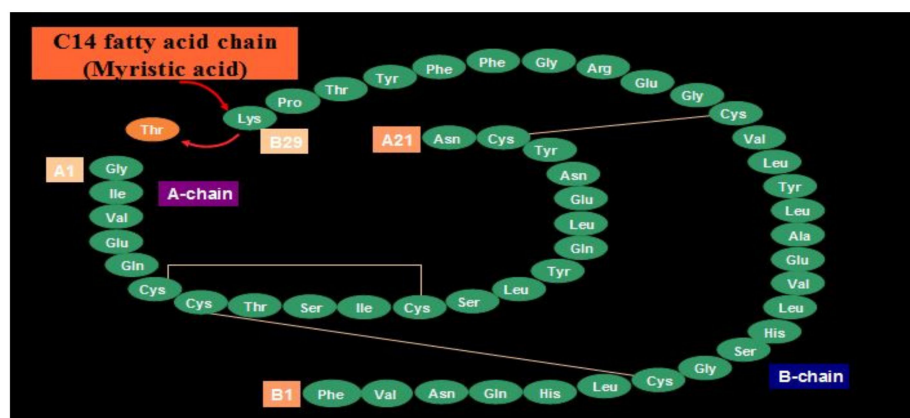 C14 fatty acid chain
(Myristic acid)
Thr
Lys
Pro
Thr
Tyr
Phe
Phe
Gly
Arg
Glu
Gly
Cys
Val
Leu
Tyr
Leu
Ala
Glu
Val
Leu
His
Ser
Gly
Cys
Leu
His
Gln
Asn
Val
Phe
B1
B29
B-chain
A1
Gly
Ile
Val
Glu
Gln
Cys
Cys
Thr
Ser
Ile
Cys
Ser
Leu
Tyr
Gln
Leu
Glu
Asn
Tyr
Cys
Asn
A21
A-chain